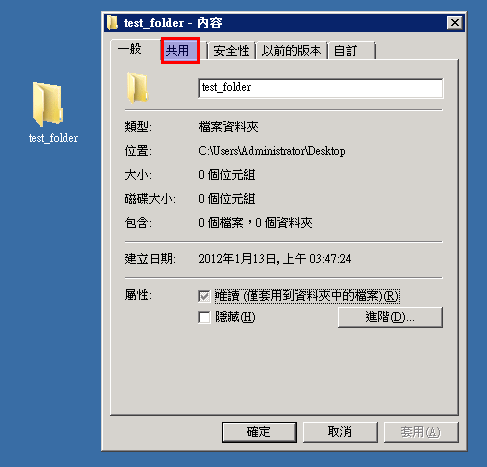 test_folder - 內容
一般 共用 安全性 以前的版本 自訂
test_folder
test_folder
類型: 檔案資料夾
位置: C:\Users\Administrator\Desktop
大小: 0 個位元組
磁碟大小: 0 個位元組
包含: 0 個檔案，0 個資料夾
建立日期: 2012年1月13日, 上午 03:47:24
屬性: 唯讀 (僅套用到資料夾中的檔案)(R)
隱藏(H) 進階(D)...
確定 取消 套用(A)